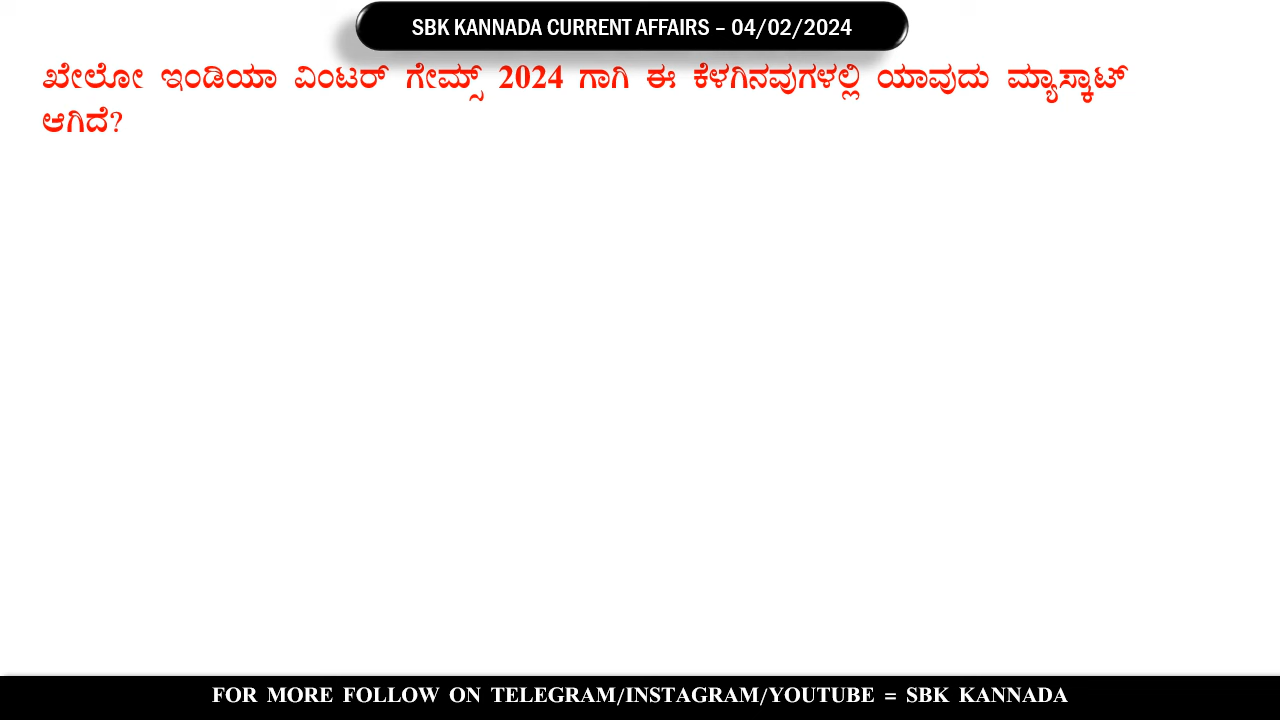 SBK KANNADA CURRENT AFFAIRS – 04/02/2024
ಖೇಲೋ ಇಂಡಿಯಾ ವಿಂಟರ್ ಗೇಮ್ಸ್ 2024 ಗಾಗಿ ಈ ಕೆಳಗಿನವುಗಳಲ್ಲಿ ಯಾವುದು ಮ್ಯಾಸ್ಕಾಟ್
ಆಗಿದೆ?
FOR MORE FOLLOW ON TELEGRAM/INSTAGRAM/YOUTUBE = SBK KANNADA